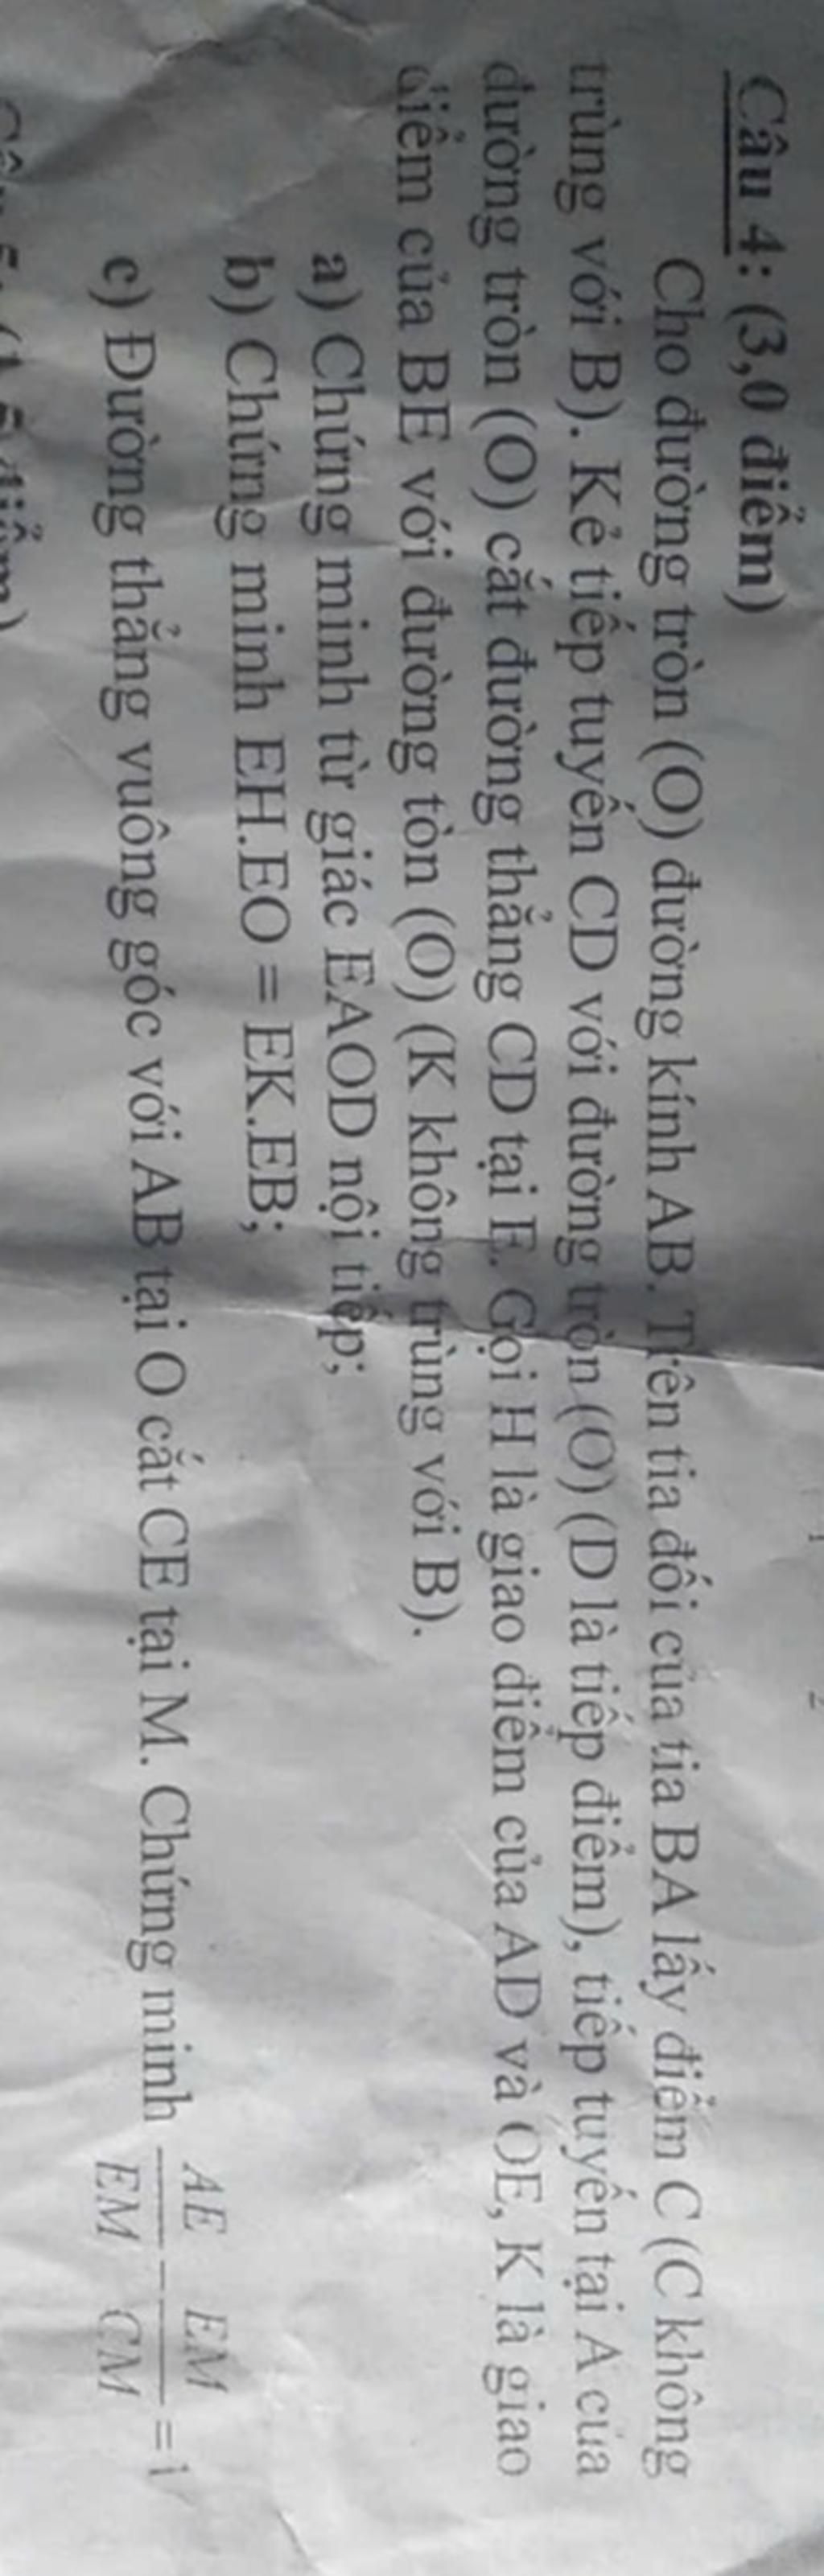 Câu 4: (3,0 điểm)
Cho đường tròn (O) đường kính AB. Trên tia đối của tia BA lấy điểm C (C không
trùng với B). Kẻ tiếp tuyến CD với đường tròn (O) (D là tiếp điểm), tiếp tuyến tại A của
đường tròn (O) cắt đường thẳng CD tại E. Gọi H là giao điểm của AD và OE, K là giao
điểm của BE với đường tòn (O) (K không trùng với B).
a) Chứng minh tứ giác EAOD nội tiếp;
b) Chứng minh EH.EO = EK.EB;
c) Đường thẳng vuông góc với AB tại O cắt CE tại M. Chứng minh AE/EM - EM/CM = 1